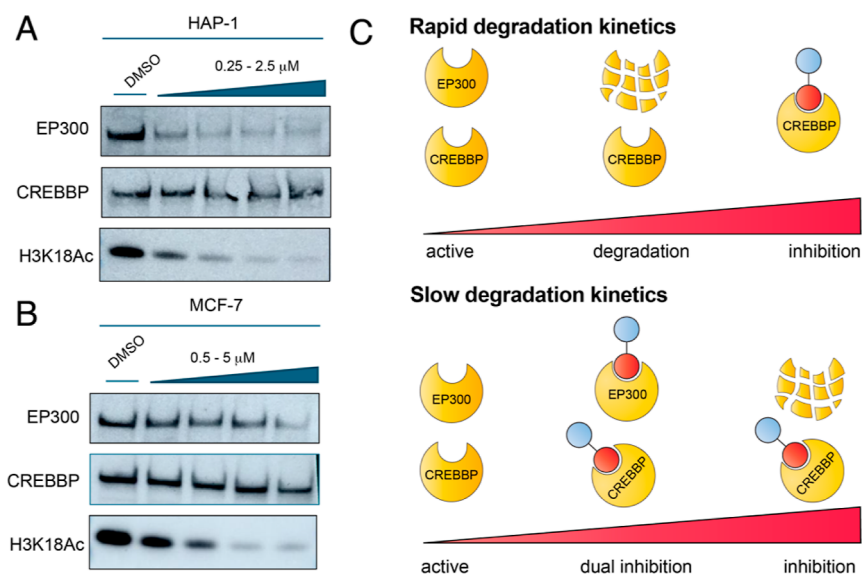 A
HAP-1
DMSO
0.25 - 2.5 μM
EP300
CREBBP
H3K18Ac
B
MCF-7
DMSO
0.5 - 5 μM
EP300
CREBBP
H3K18Ac
C
Rapid degradation kinetics
EP300
CREBBP
CREBBP
CREBBP
active
degradation
inhibition
Slow degradation kinetics
EP300
EP300
CREBBP
CREBBP
CREBBP
active
dual inhibition
inhibition